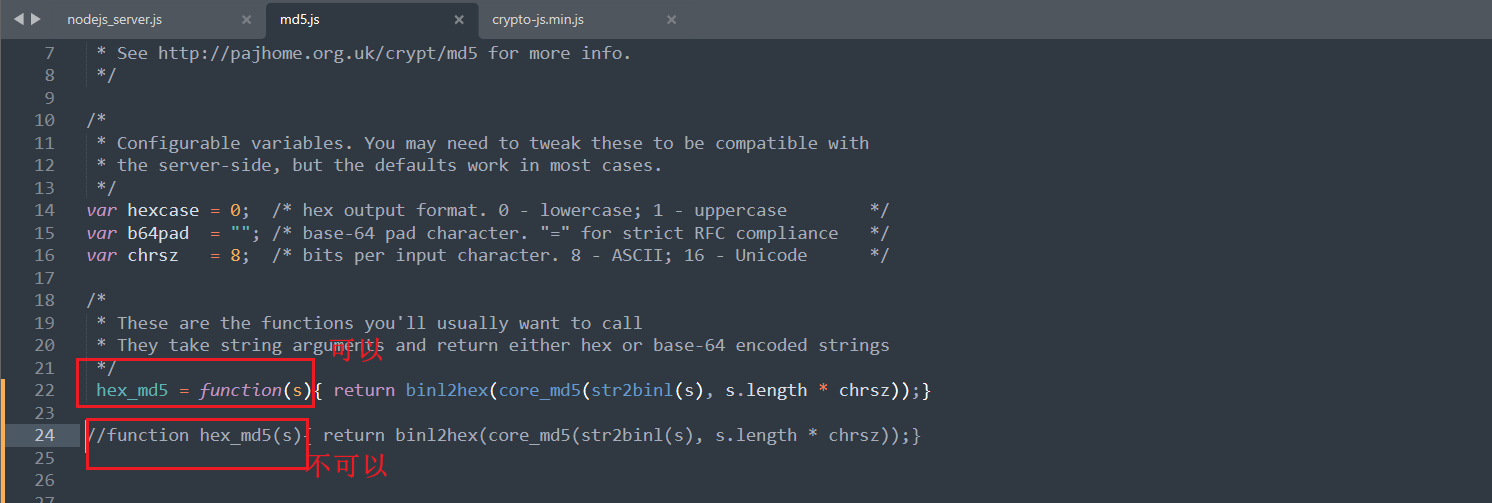 nodejs_server.js × md5.js × crypto-js.min.js ×
7 * See http://pajhome.org.uk/crypt/md5 for more info.
8 */
9
10 /*
11 * Configurable variables. You may need to tweak these to be compatible with
12 * the server-side, but the defaults work in most cases.
13 */
14 var hexcase = 0; /* hex output format. 0 - lowercase; 1 - uppercase */
15 var b64pad = ""; /* base-64 pad character. "=" for strict RFC compliance */
16 var chrsz = 8; /* bits per input character. 8 - ASCII; 16 - Unicode */
17
18 /*
19 * These are the functions you'll usually want to call
20 * They take string arguments and return either hex or base-64 encoded strings
可以
21 */
22 hex_md5 = function(s){ return binl2hex(core_md5(str2binl(s), s.length * chrsz));}
23
24 //function hex_md5(s){ return binl2hex(core_md5(str2binl(s), s.length * chrsz));}
不可以
25
26
27